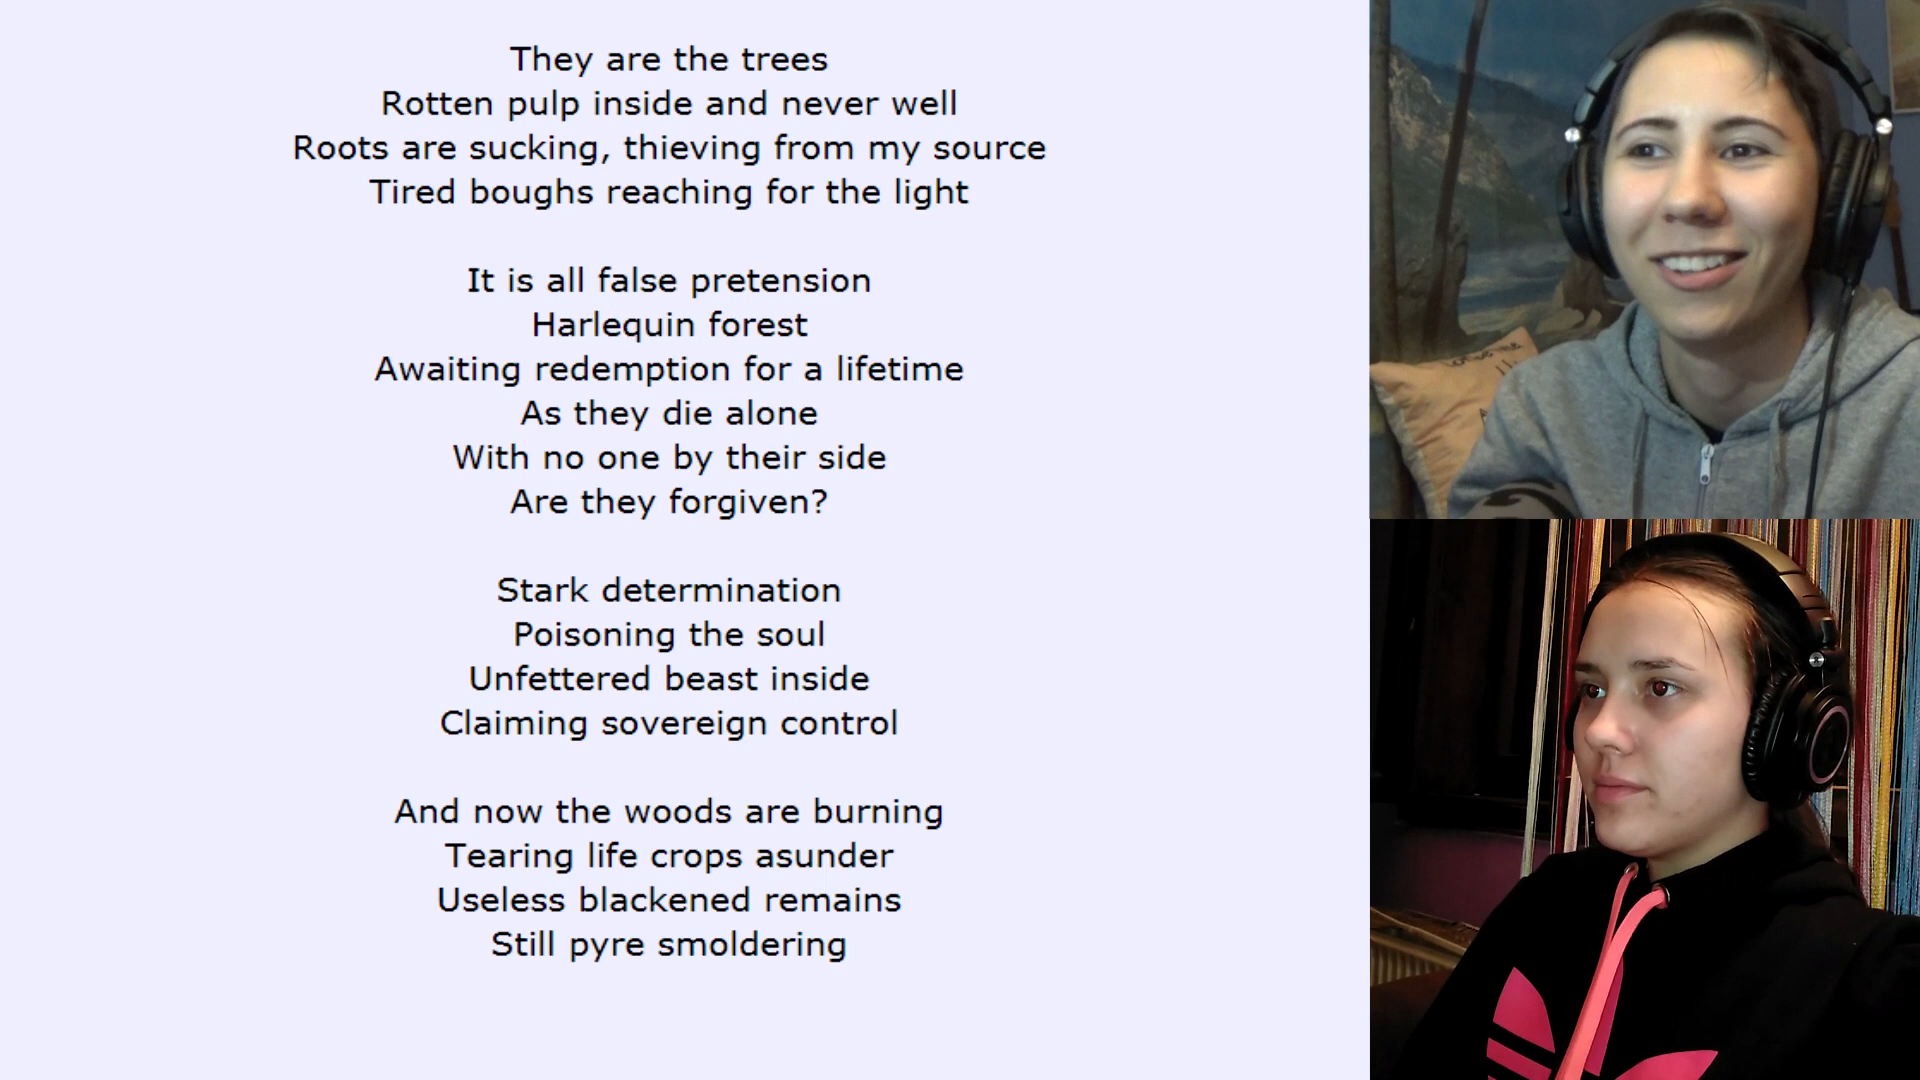 They are the trees
Rotten pulp inside and never well
Roots are sucking, thieving from my source
Tired boughs reaching for the light
It is all false pretension
Harlequin forest
Awaiting redemption for a lifetime
As they die alone
With no one by their side
Are they forgiven?
Stark determination
Poisoning the soul
Unfettered beast inside
Claiming sovereign control
And now the woods are burning
Tearing life crops asunder
Useless blackened remains
Still pyre smoldering